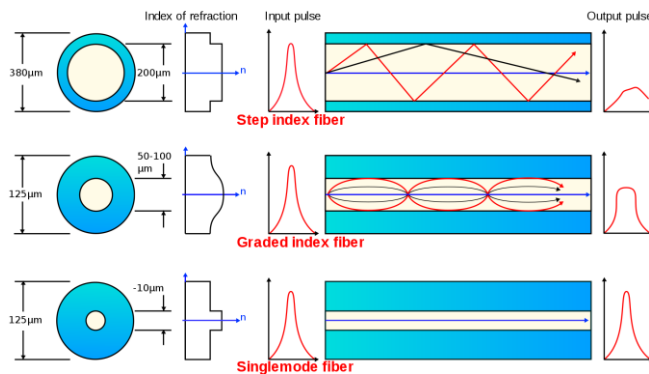 Index of refraction Input pulse Output pulse
380µm 200µm n
Step index fiber
50-100
µm
125µm n
Graded index fiber
-10µm
125µm n
Singlemode fiber